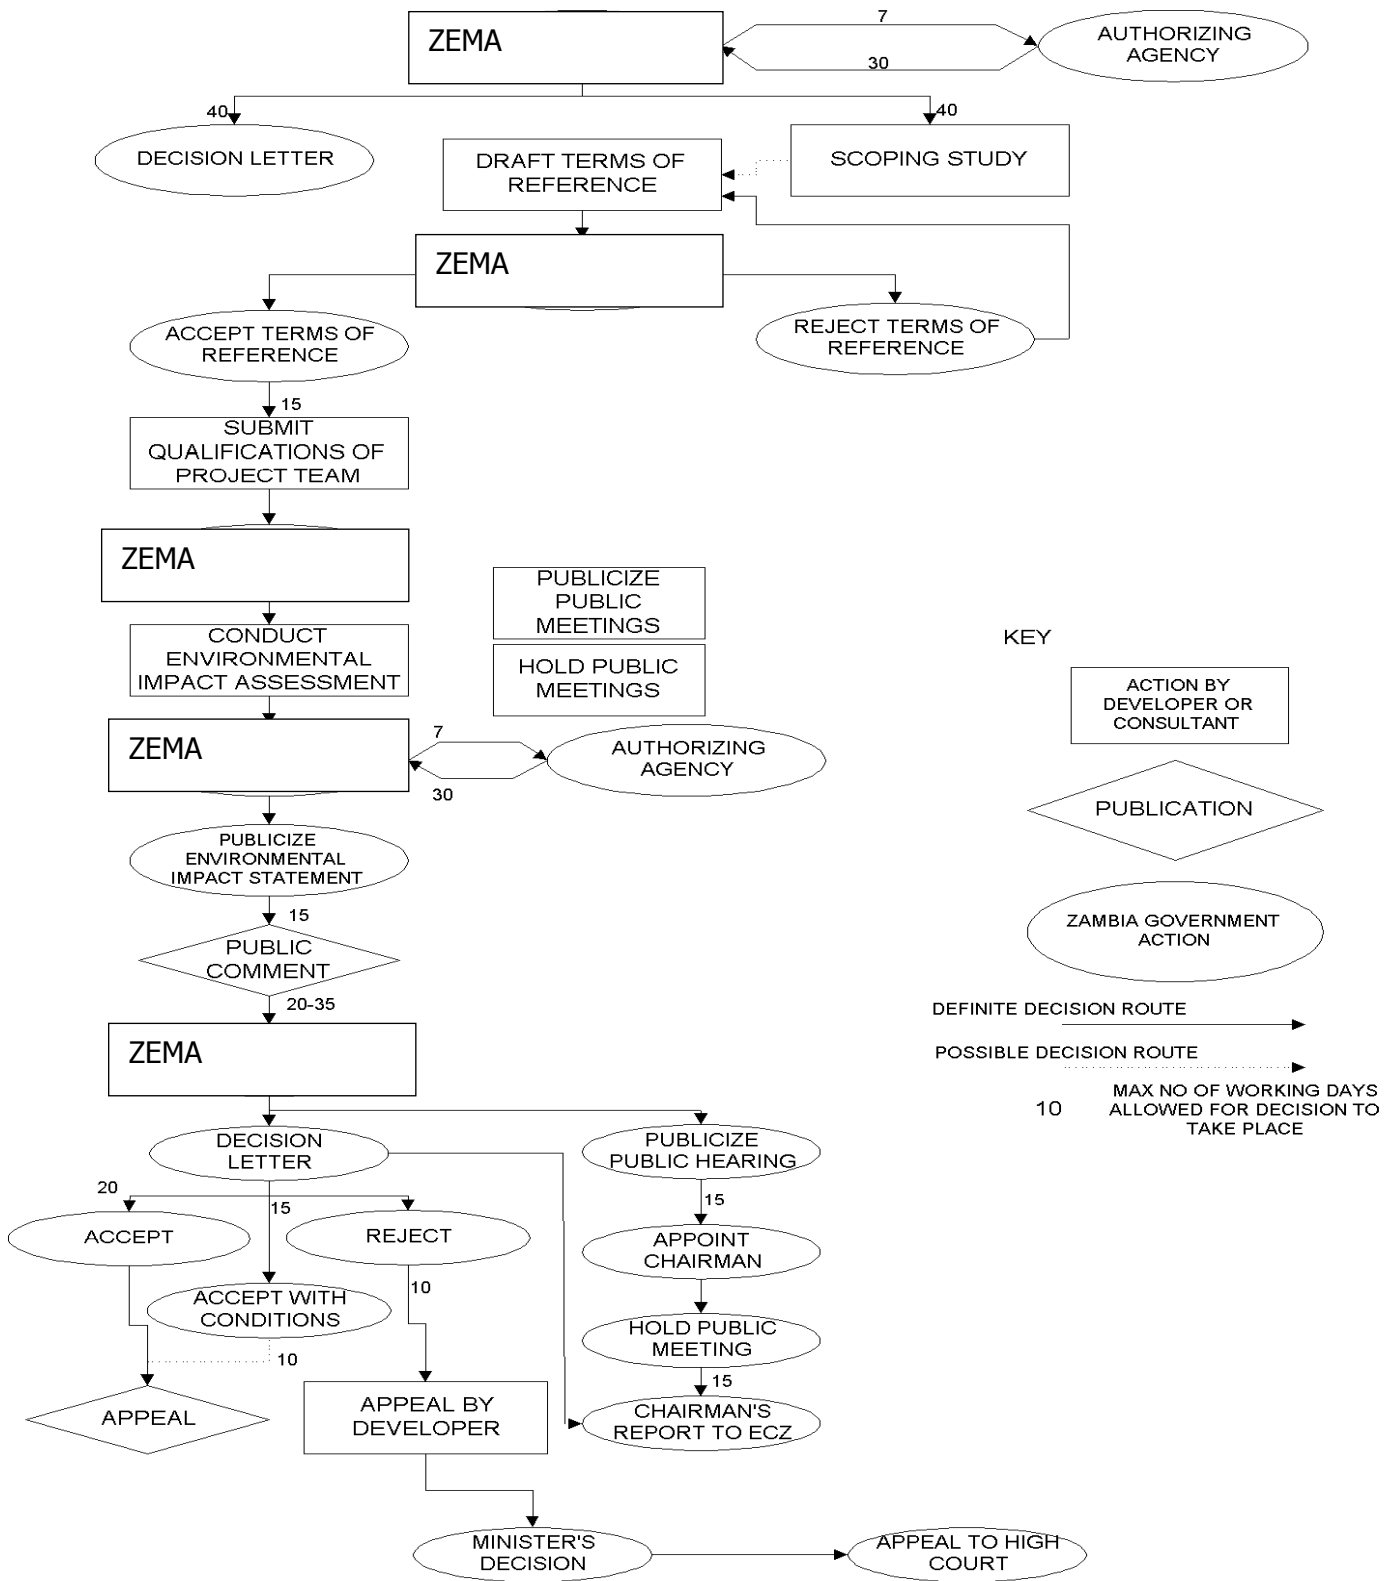 ZEMA
7
30
AUTHORIZING
AGENCY
40
40
DECISION LETTER
DRAFT TERMS OF
REFERENCE
SCOPING STUDY
ZEMA
ACCEPT TERMS OF
REFERENCE
REJECT TERMS OF
REFERENCE
15
SUBMIT
QUALIFICATIONS OF
PROJECT TEAM
ZEMA
PUBLICIZE
PUBLIC
MEETINGS
CONDUCT
ENVIRONMENTAL
IMPACT ASSESSMENT
HOLD PUBLIC
MEETINGS
ZEMA
7
30
AUTHORIZING
AGENCY
PUBLICIZE
ENVIRONMENTAL
IMPACT STATEMENT
15
PUBLIC
COMMENT
20-35
ZEMA
DECISION
LETTER
PUBLICIZE
PUBLIC HEARING
20
15
15
ACCEPT
REJECT
APPOINT
CHAIRMAN
10
ACCEPT WITH
CONDITIONS
HOLD PUBLIC
MEETING
10
15
APPEAL
APPEAL BY
DEVELOPER
CHAIRMAN'S
REPORT TO ECZ
MINISTER'S
DECISION
APPEAL TO HIGH
COURT
KEY
ACTION BY
DEVELOPER OR
CONSULTANT
PUBLICATION
ZAMBIA GOVERNMENT
ACTION
DEFINITE DECISION ROUTE
POSSIBLE DECISION ROUTE
10
MAX NO OF WORKING DAYS
ALLOWED FOR DECISION TO
TAKE PLACE